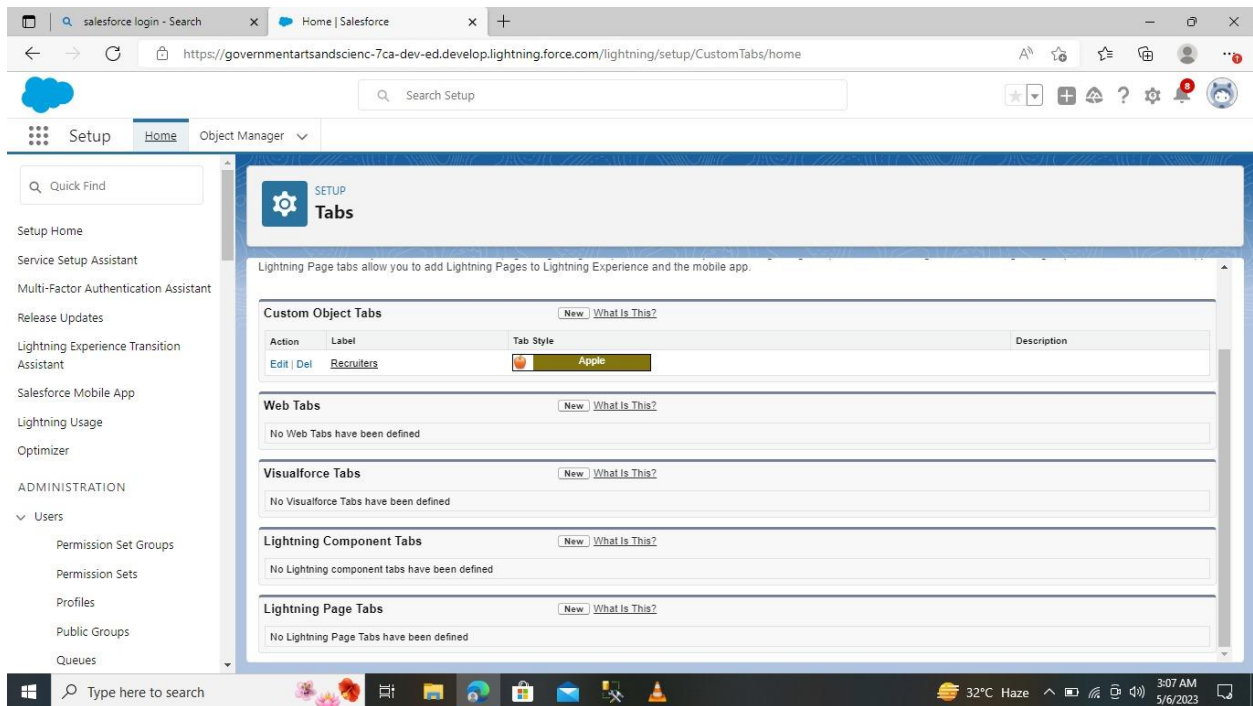 salesforce login - Search
Home | Salesforce
https://governmentartsandscienc-7ca-dev-ed.develop.lightning.force.com/lightning/setup/CustomTabs/home
Search Setup
8
Setup
Home
Object Manager
Quick Find
Setup Home
Service Setup Assistant
Multi-Factor Authentication Assistant
Release Updates
Lightning Experience Transition
Assistant
Salesforce Mobile App
Lightning Usage
Optimizer
ADMINISTRATION
Users
Permission Set Groups
Permission Sets
Profiles
Public Groups
Queues
SETUP
Tabs
Lightning Page tabs allow you to add Lightning Pages to Lightning Experience and the mobile app.
Custom Object Tabs New What Is This?
Action Label Tab Style Description
Edit | Del Recruiters Apple
Web Tabs New What Is This?
No Web Tabs have been defined
Visualforce Tabs New What Is This?
No Visualforce Tabs have been defined
Lightning Component Tabs New What Is This?
No Lightning component tabs have been defined
Lightning Page Tabs New What Is This?
No Lightning Page Tabs have been defined
Type here to search
32°C Haze
3:07 AM
5/6/2023